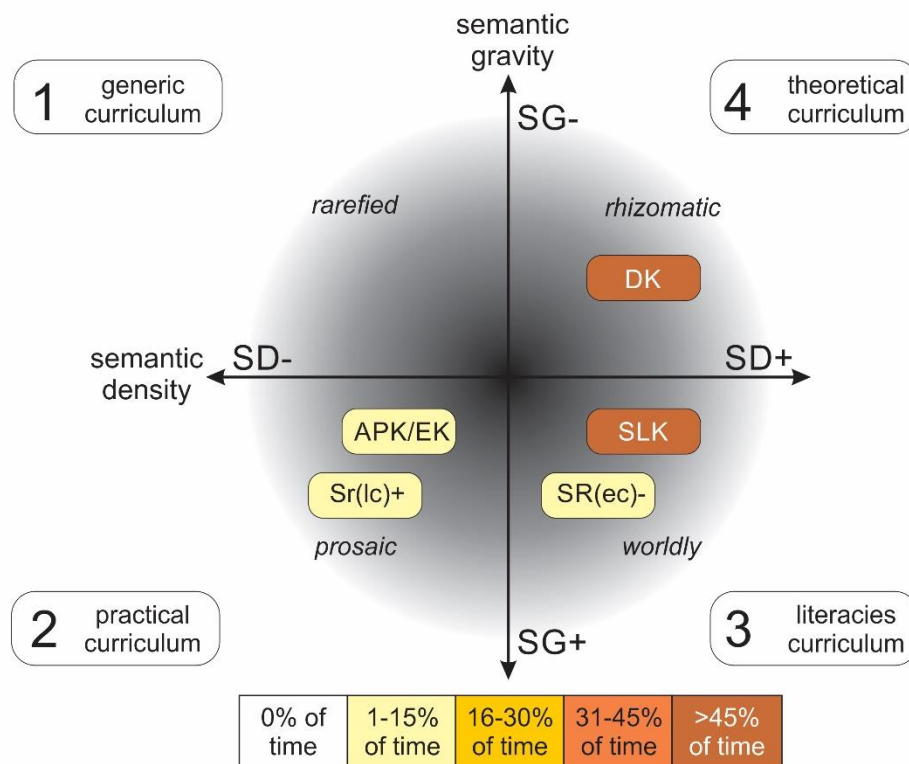 semantic
gravity
1
generic
curriculum
4
theoretical
curriculum
SG-
rarefied
rhizomatic
DK
semantic
density
SD-
SD+
APK/EK
SLK
Sr(lc)+
SR(ec)-
prosaic
worldly
2
practical
curriculum
3
literacies
curriculum
SG+
0% of
time
1-15%
of time
16-30%
of time
31-45%
of time
>45%
of time